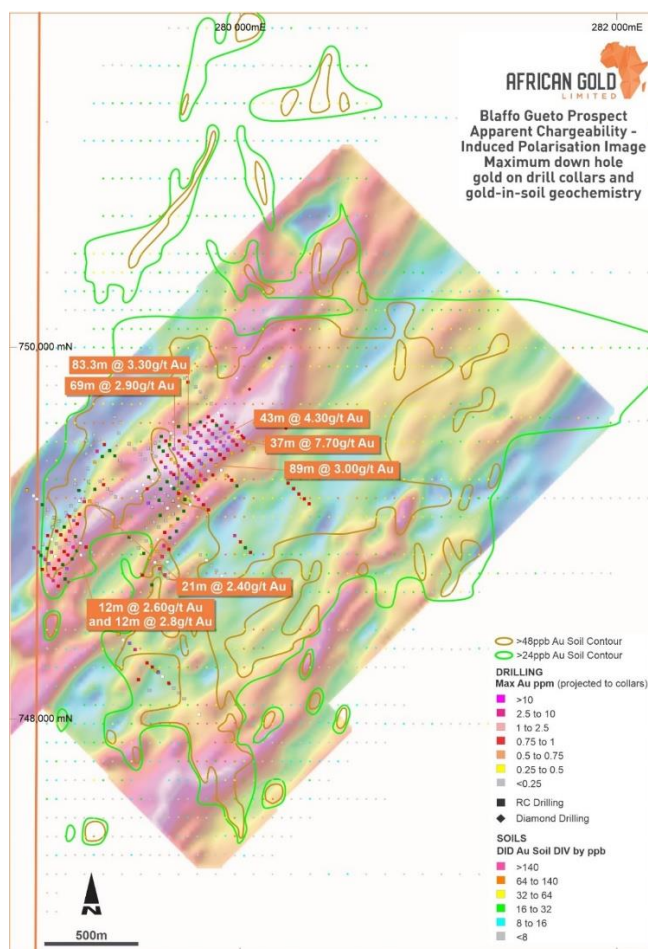 280 000mE
282 000mE
AFRICAN GOLD
LIMITED
Blaffo Gueto Prospect
Apparent Chargeability -
Induced Polarisation Image
Maximum down hole
gold on drill collars and
gold-in-soil geochemistry
750,000 mN
83.3m @ 3.30g/t Au
69m @ 2.90g/t Au
43m @ 4.30g/t Au
37m @ 7.70g/t Au
89m @ 3.00g/t Au
21m @ 2.40g/t Au
12m @ 2.60g/t Au
and 12m @ 2.8g/t Au
748,000 mN
>48ppb Au Soil Contour
>24ppb Au Soil Contour
DRILLING
Max Au ppm (projected to collars)
>10
2.5 to 10
1 to 2.5
0.75 to 1
0.5 to 0.75
0.25 to 0.5
<0.25
RC Drilling
Diamond Drilling
SOILS
DID Au Soil DIV by ppb
>140
64 to 140
32 to 64
16 to 32
8 to 16
<8
N
500m